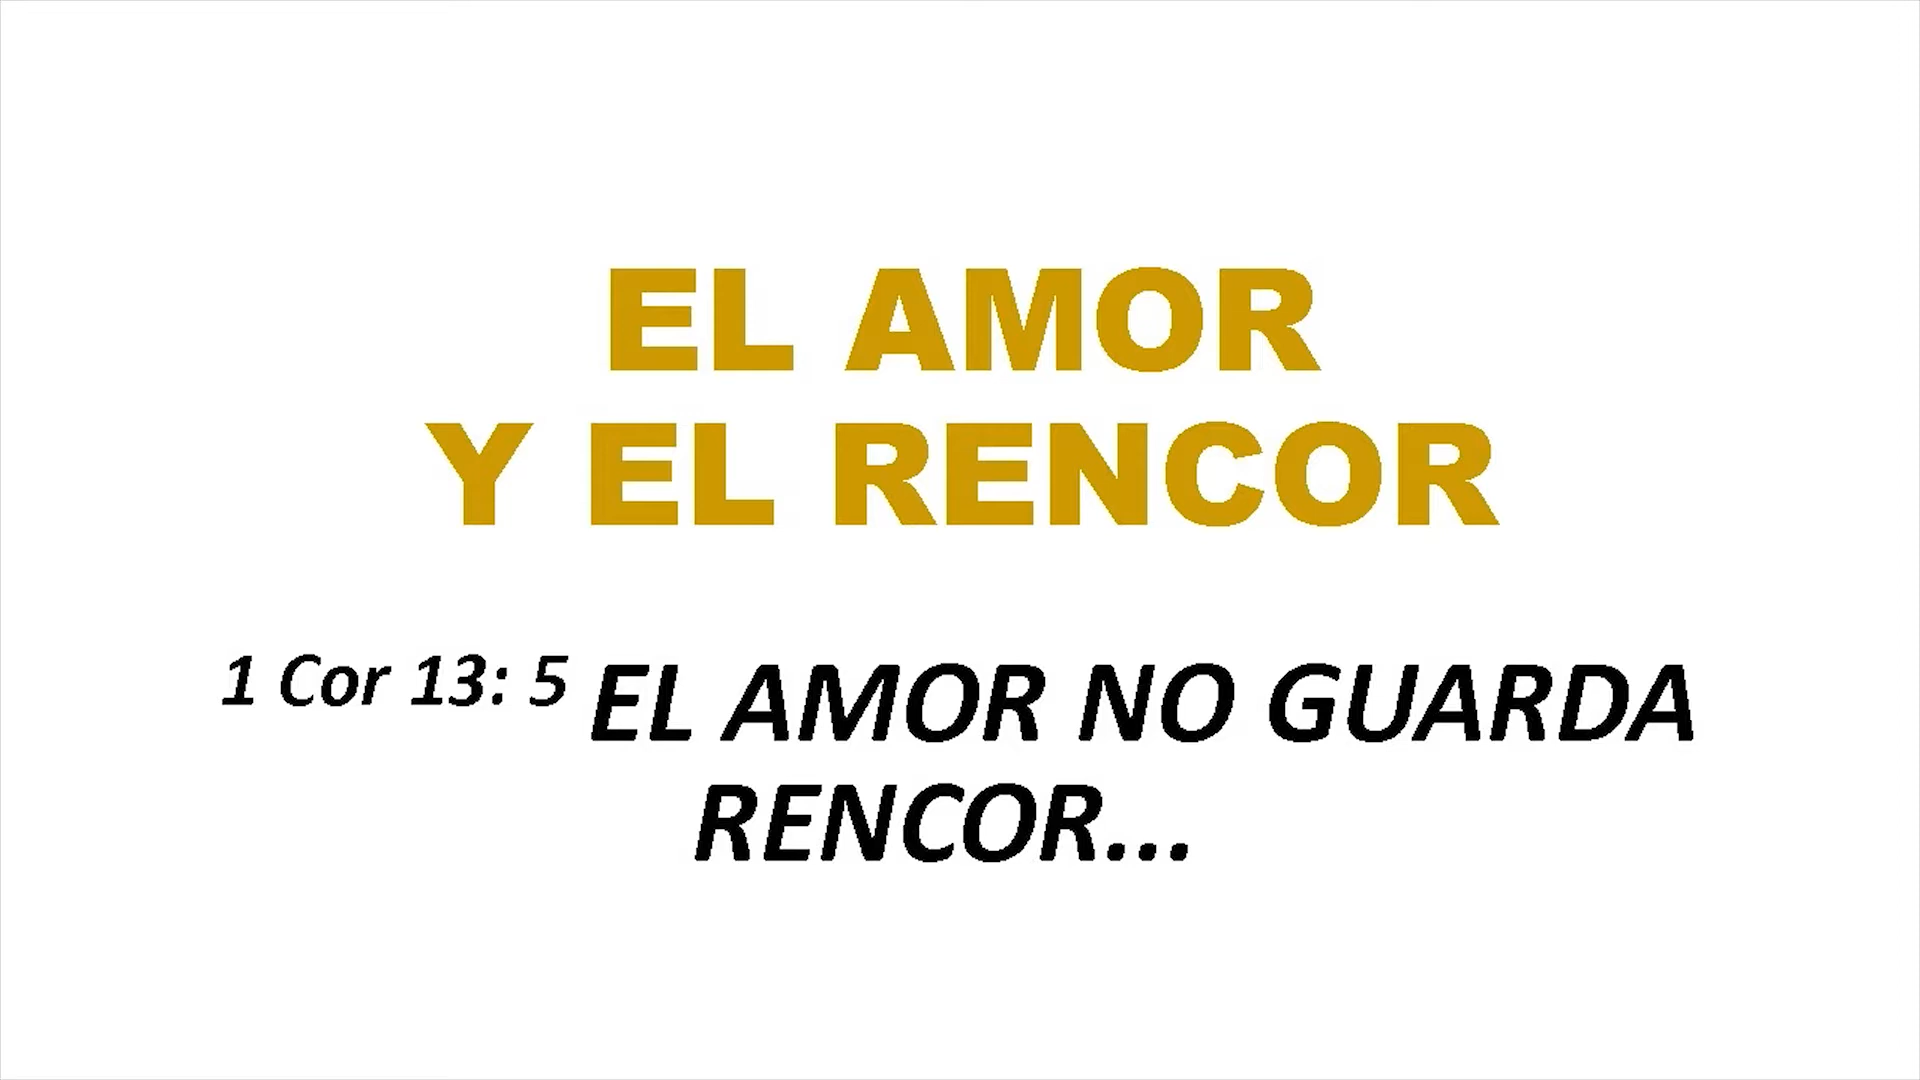 EL AMOR
Y EL RENCOR
1 Cor 13: 5 EL AMOR NO GUARDA
RENCOR...